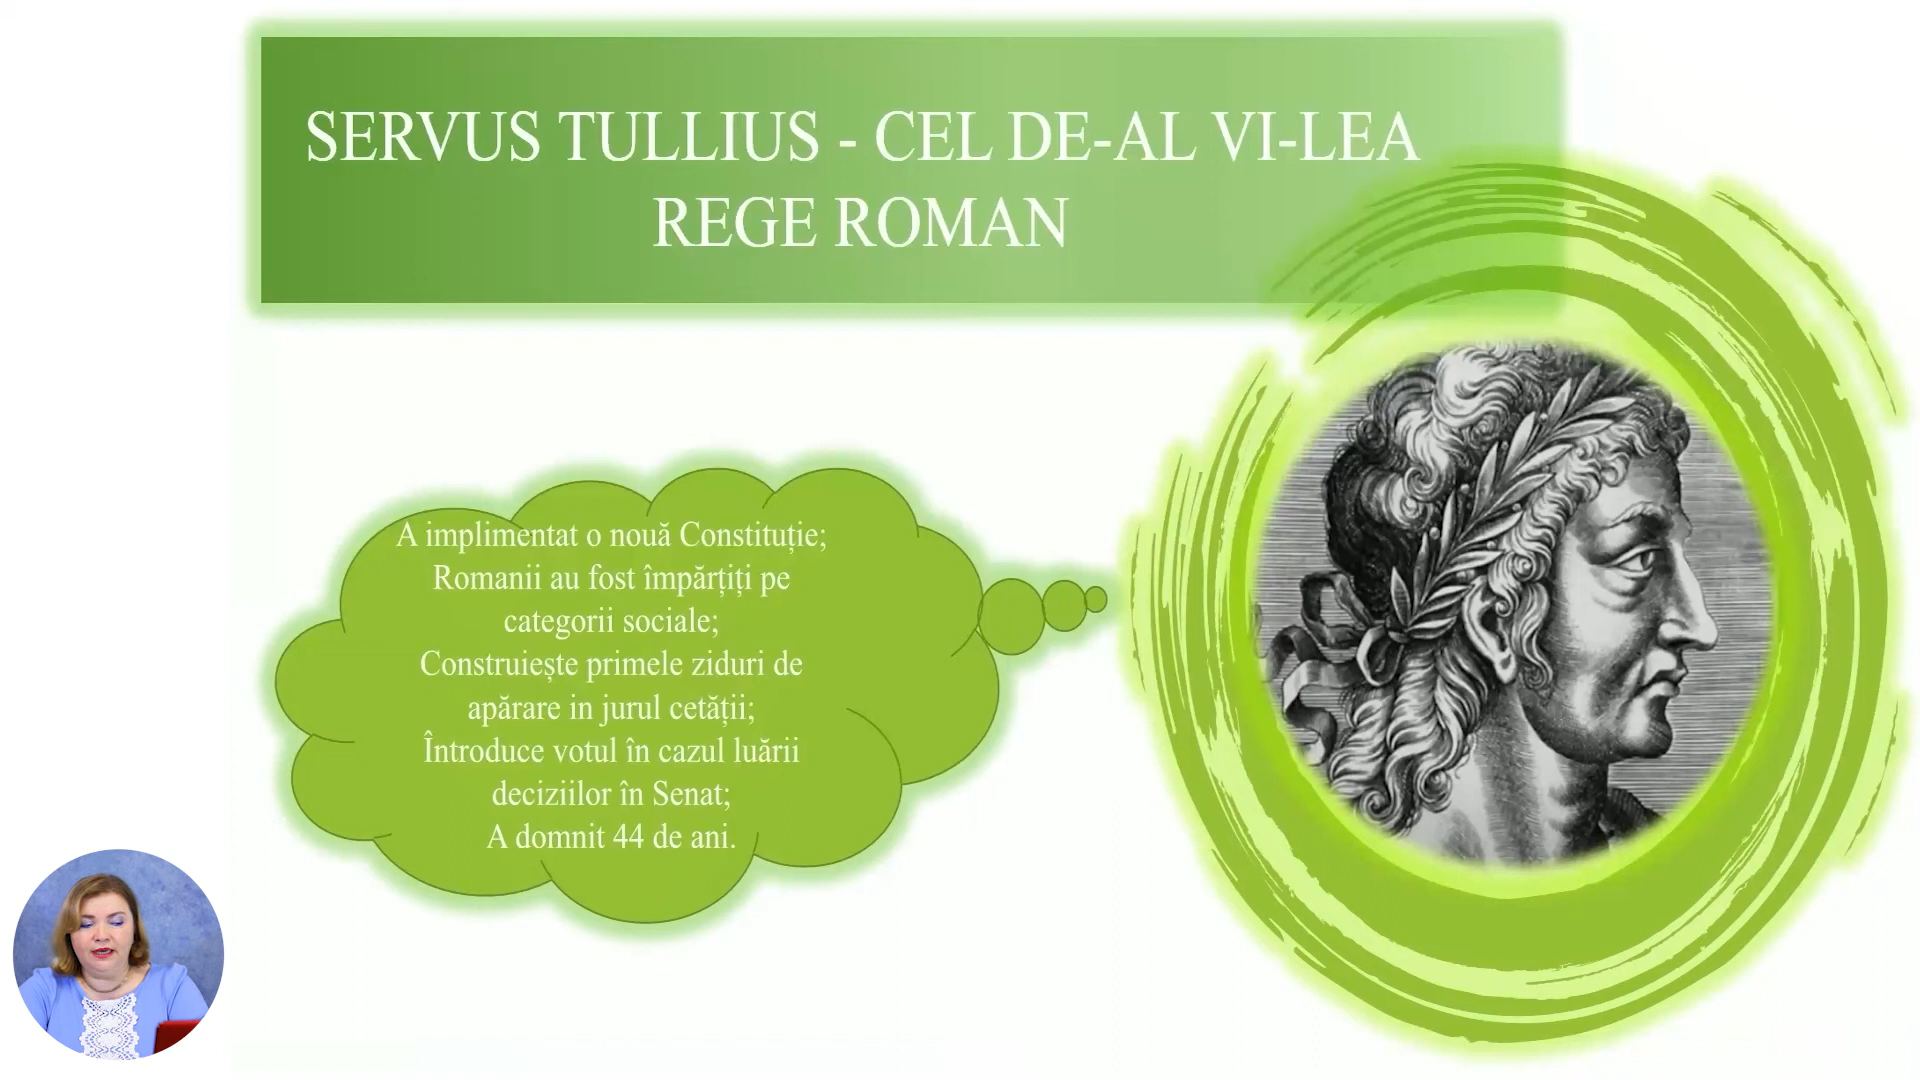 SERVUS TULLIUS - CEL DE-AL VI-LEA
REGE ROMAN
A implimentat o nouă Constituție;
Romanii au fost împărțiți pe
categorii sociale;
Construiește primele ziduri de
apărare in jurul cetății;
Întroduce votul în cazul luării
deciziilor în Senat;
A domnit 44 de ani.